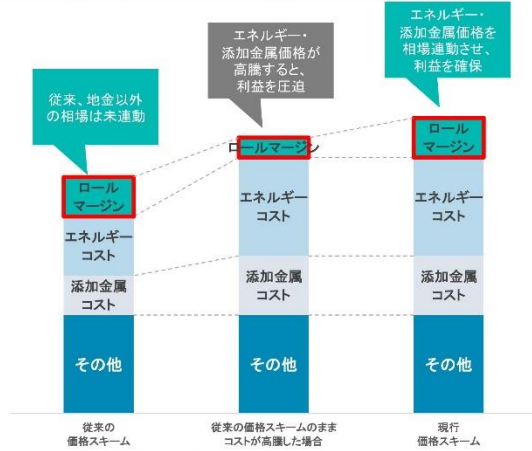 従来、地金以外
の相場は未連動
エネルギー・
添加金属価格が
高騰すると、
利益を圧迫
エネルギー・
添加金属価格を
相場連動させ、
利益を確保
ロール
マージン
エネルギー
コスト
添加金属
コスト
その他
ロールマージン
エネルギー
コスト
添加金属
コスト
その他
ロール
マージン
エネルギー
コスト
添加金属
コスト
その他
従来の
価格スキーム
従来の価格スキームのまま
コストが高騰した場合
現行
価格スキーム